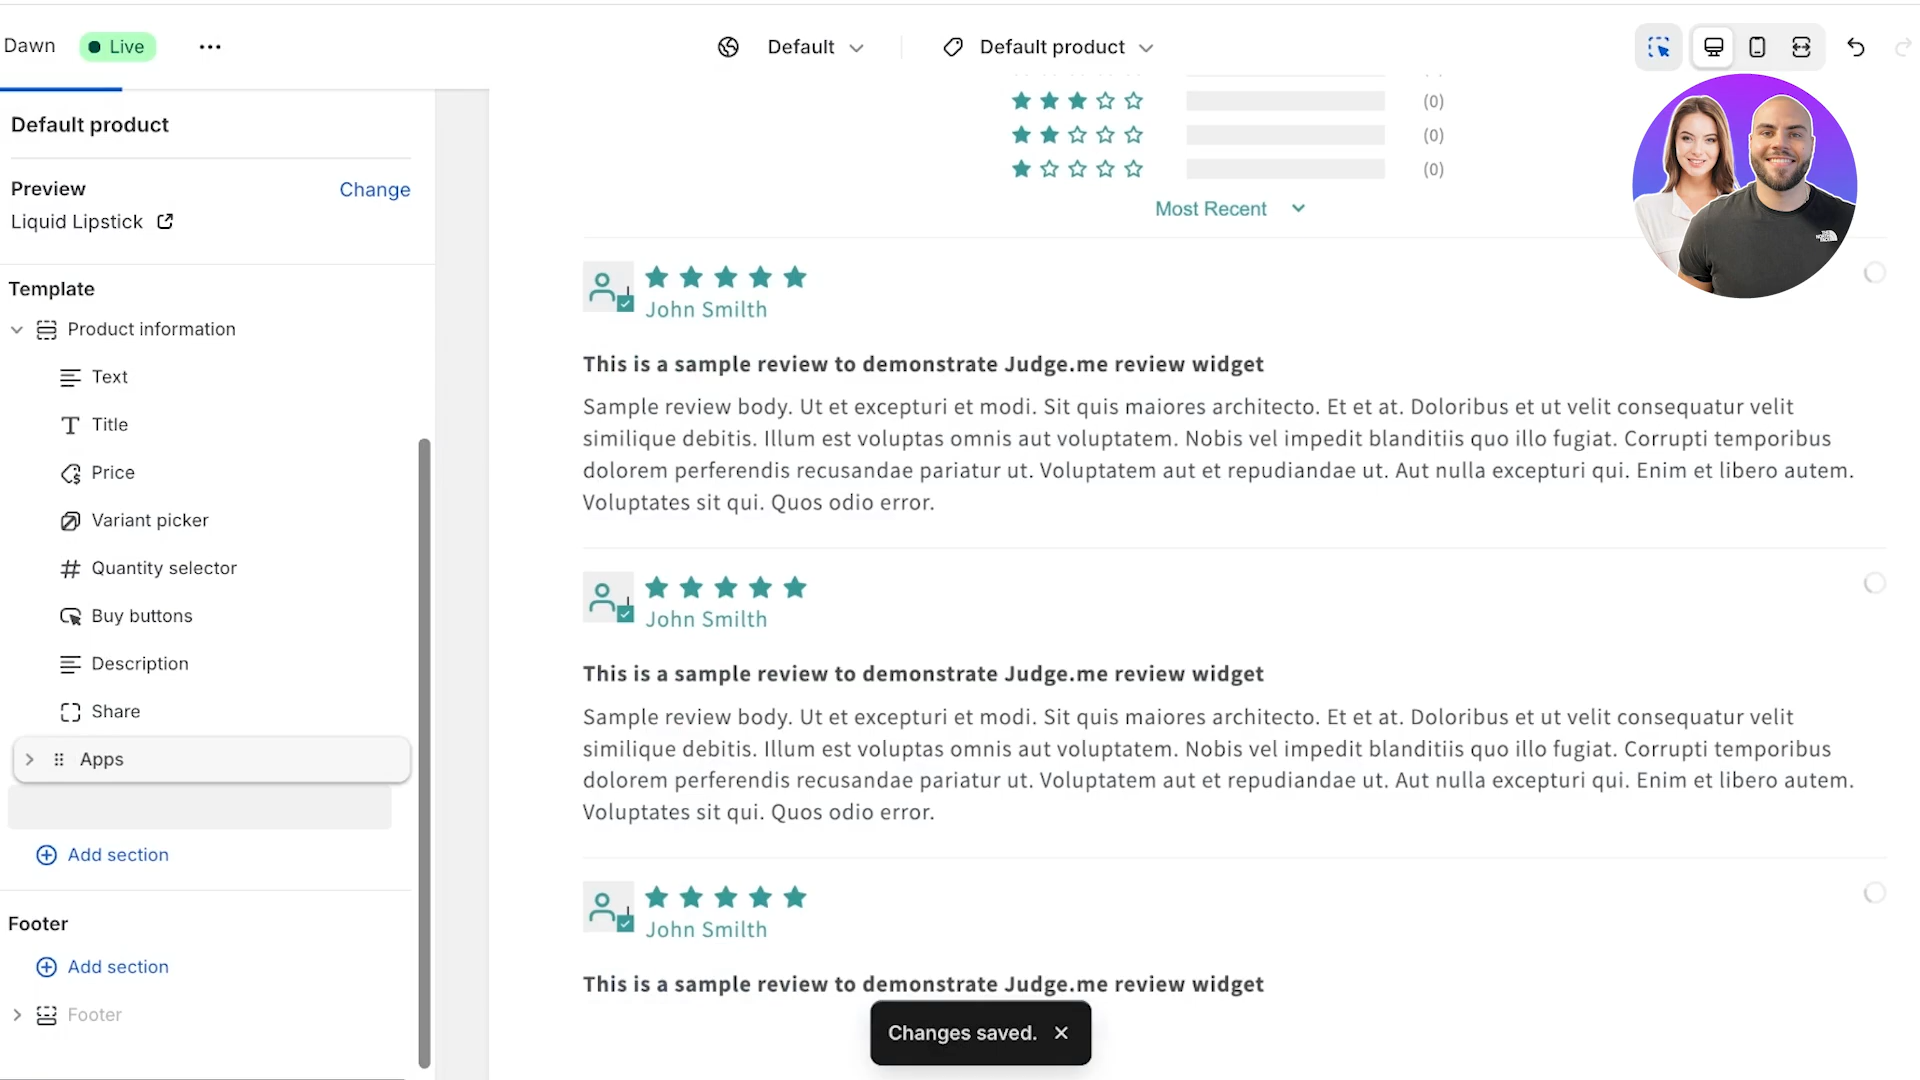 Dawn
Live
Default
Default product
Default product
Preview
Change
Liquid Lipstick
Template
Product information
Text
Title
Price
Variant picker
Quantity selector
Buy buttons
Description
Share
Apps
Add section
Footer
Add section
Footer
(0)
(0)
(0)
Most Recent
John Smilth
This is a sample review to demonstrate Judge.me review widget
Sample review body. Ut et excepturi et modi. Sit quis maiores architecto. Et et at. Doloribus et ut velit consequatur velit
similique debitis. Illum est voluptas omnis aut voluptatem. Nobis vel impedit blanditiis quo illo fugiat. Corrupti temporibus
dolorem perferendis recusandae pariatur ut. Voluptatem aut et repudiandae ut. Aut nulla excepturi qui. Enim et libero autem.
Voluptates sit qui. Quos odio error.
John Smilth
This is a sample review to demonstrate Judge.me review widget
Sample review body. Ut et excepturi et modi. Sit quis maiores architecto. Et et at. Doloribus et ut velit consequatur velit
similique debitis. Illum est voluptas omnis aut voluptatem. Nobis vel impedit blanditiis quo illo fugiat. Corrupti temporibus
dolorem perferendis recusandae pariatur ut. Voluptatem aut et repudiandae ut. Aut nulla excepturi qui. Enim et libero autem.
Voluptates sit qui. Quos odio error.
John Smilth
This is a sample review to demonstrate Judge.me review widget
Changes saved.